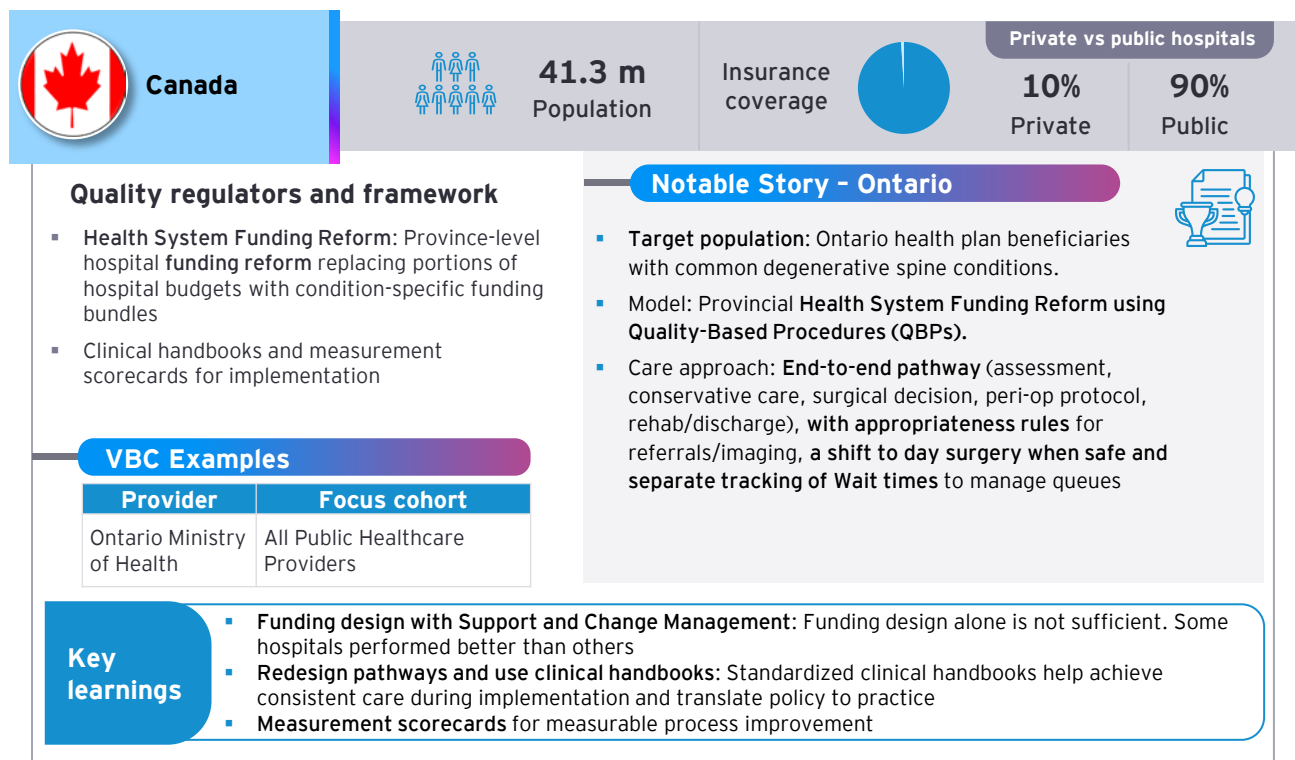 Canada
41.3 m
Population
Insurance
coverage
Private vs public hospitals
10%
Private
90%
Public
Quality regulators and framework
▪ Health System Funding Reform: Province-level
hospital funding reform replacing portions of
hospital budgets with condition-specific funding
bundles
▪ Clinical handbooks and measurement
scorecards for implementation
VBC Examples
Provider Focus cohort
Ontario Ministry
of Health
All Public Healthcare
Providers
Notable Story – Ontario
▪ Target population: Ontario health plan beneficiaries
with common degenerative spine conditions.
▪ Model: Provincial Health System Funding Reform using
Quality-Based Procedures (QBPs).
▪ Care approach: End-to-end pathway (assessment,
conservative care, surgical decision, peri-op protocol,
rehab/discharge), with appropriateness rules for
referrals/imaging, a shift to day surgery when safe and
separate tracking of Wait times to manage queues
Key
learnings
▪ Funding design with Support and Change Management: Funding design alone is not sufficient. Some
hospitals performed better than others
▪ Redesign pathways and use clinical handbooks: Standardized clinical handbooks help achieve
consistent care during implementation and translate policy to practice
▪ Measurement scorecards for measurable process improvement